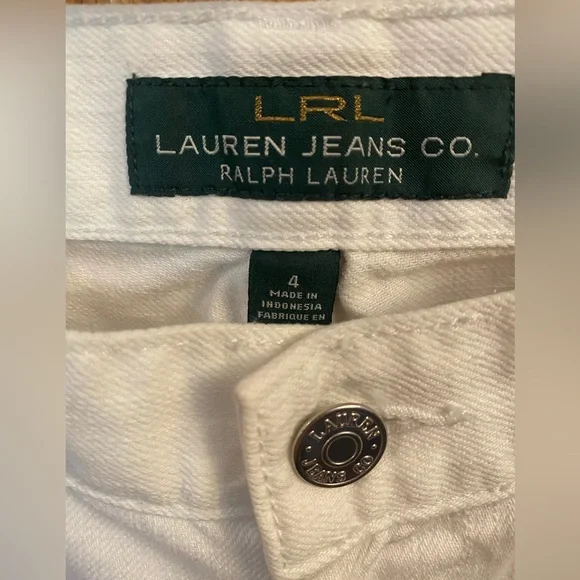 LRL
LAUREN JEANS CO.
RALPH LAUREN
4
MADE IN
INDONESIA
FABRIQUE EN
LAUREN
JEANS CO